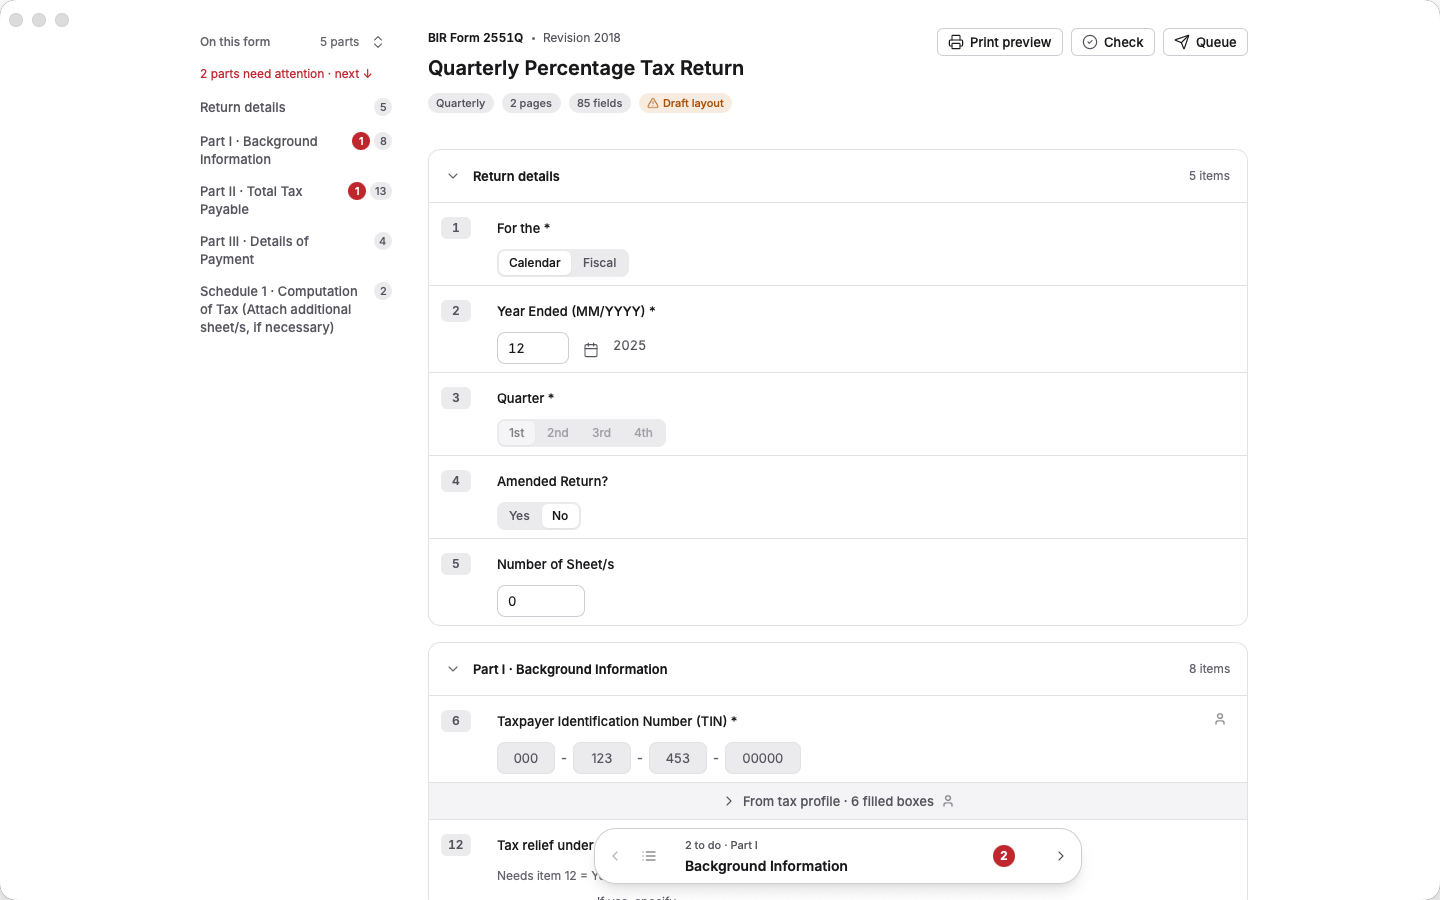 On this form
5 parts
2 parts need attention · next ↓
Return details
5
Part I · Background Information
1
8
Part II · Total Tax Payable
1
13
Part III · Details of Payment
4
Schedule 1 · Computation of Tax (Attach additional sheet/s, if necessary)
2
BIR Form 2551Q · Revision 2018
Quarterly Percentage Tax Return
Quarterly
2 pages
85 fields
Draft layout
Print preview
Check
Queue
Return details
5 items
1
For the *
Calendar
Fiscal
2
Year Ended (MM/YYYY) *
12
2025
3
Quarter *
1st
2nd
3rd
4th
4
Amended Return?
Yes
No
5
Number of Sheet/s
0
Part I · Background Information
8 items
6
Taxpayer Identification Number (TIN) *
000 - 123 - 453 - 00000
From tax profile · 6 filled boxes
12
Tax relief under
Needs item 12 =
2 to do · Part I
Background Information
2